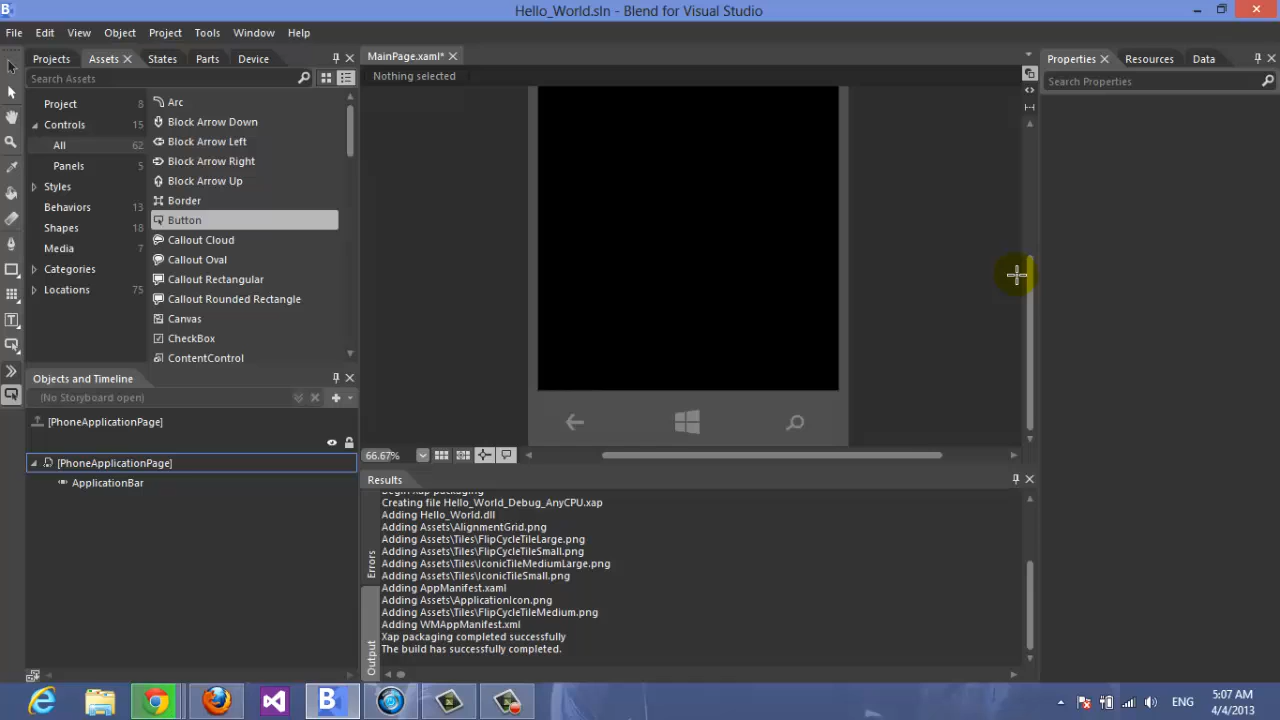 Hello_World.sln - Blend for Visual Studio
File Edit View Object Project Tools Window Help
Projects Assets States Parts Device
MainPage.xaml*
Properties Resources Data
Search Assets
Nothing selected
Search Properties
Project 8
Controls 15
All 62
Panels 5
Styles
Behaviors 13
Shapes 18
Media 7
Categories
Locations 75
Arc
Block Arrow Down
Block Arrow Left
Block Arrow Right
Block Arrow Up
Border
Button
Callout Cloud
Callout Oval
Callout Rectangular
Callout Rounded Rectangle
Canvas
CheckBox
ContentControl
Objects and Timeline
(No Storyboard open)
[PhoneApplicationPage]
[PhoneApplicationPage]
ApplicationBar
66.67%
Results
Errors
Output
Begin Xap packaging
Creating file Hello_World_Debug_AnyCPU.xap
Adding Hello_World.dll
Adding Assets\AlignmentGrid.png
Adding Assets\Tiles\FlipCycleTileLarge.png
Adding Assets\Tiles\FlipCycleTileSmall.png
Adding Assets\Tiles\IconicTileMediumLarge.png
Adding Assets\Tiles\IconicTileSmall.png
Adding AppManifest.xaml
Adding Assets\ApplicationIcon.png
Adding Assets\Tiles\FlipCycleTileMedium.png
Adding WMAppManifest.xml
Xap packaging completed successfully
The build has successfully completed.
ENG
5:07 AM
4/4/2013